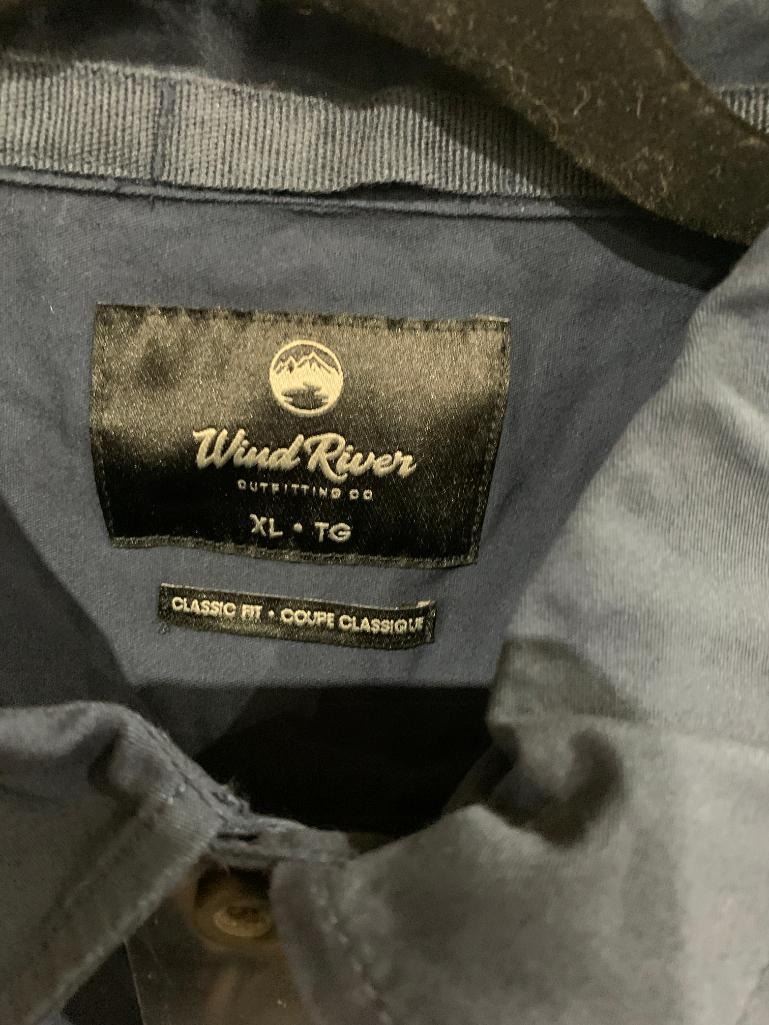 Wind River
OUTFITTING CO
XL • TG
CLASSIC FIT • COUPE CLASSIQUE